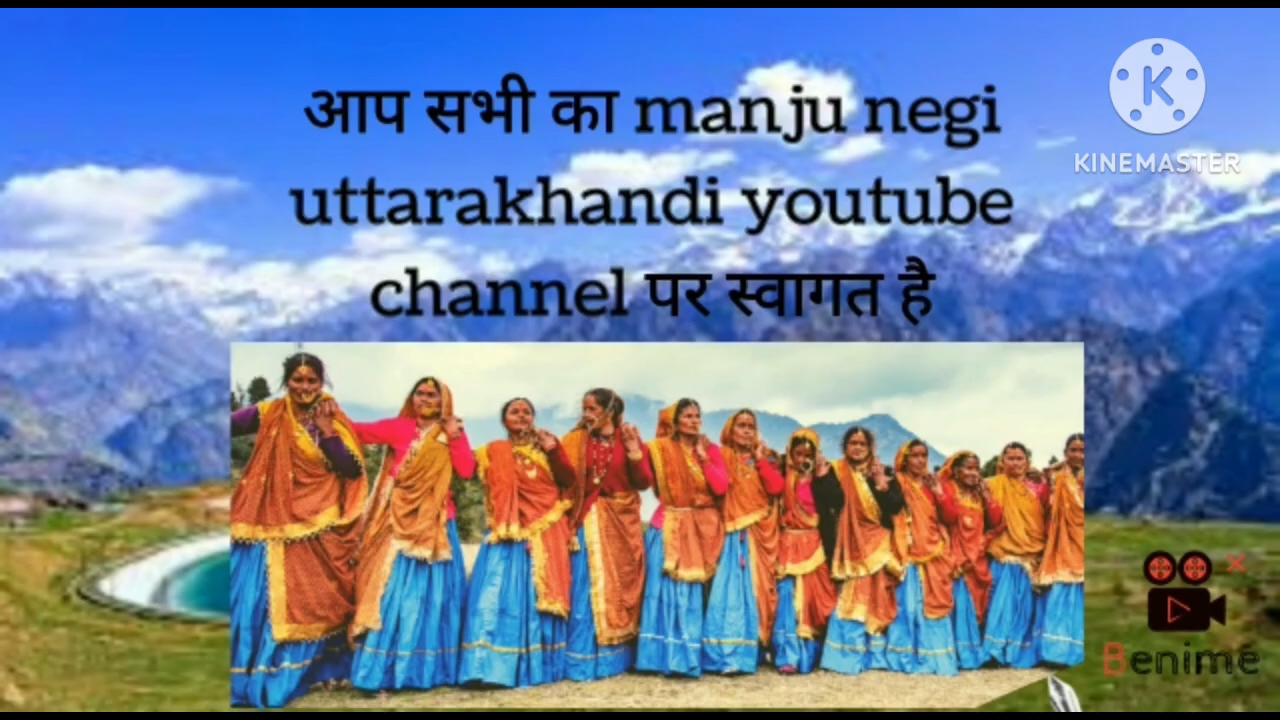 आप सभी का manju negi
uttarakhandi youtube
channel पर स्वागत है
K
KINEMASTER
Benime